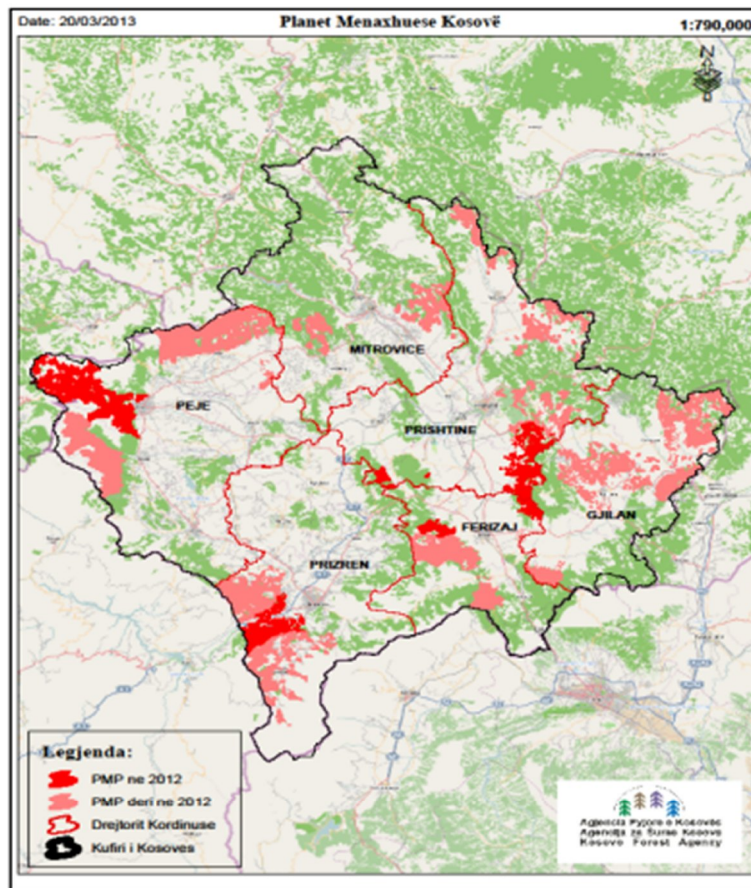 Date: 20/03/2013
Planet Menaxhuese Kosovë
1:790,000
N
MITROVICE
PEJE
PRISHTINE
FERIZAJ
GJILAN
PRIZREN
Legjenda:
PMP ne 2012
PMP deri ne 2012
Drejtorit Kordinuse
Kufiri i Kosoves
Agjencia Pyjore e Kosoves
Agencija za Šume Kosova
Kosovo Forest Agency